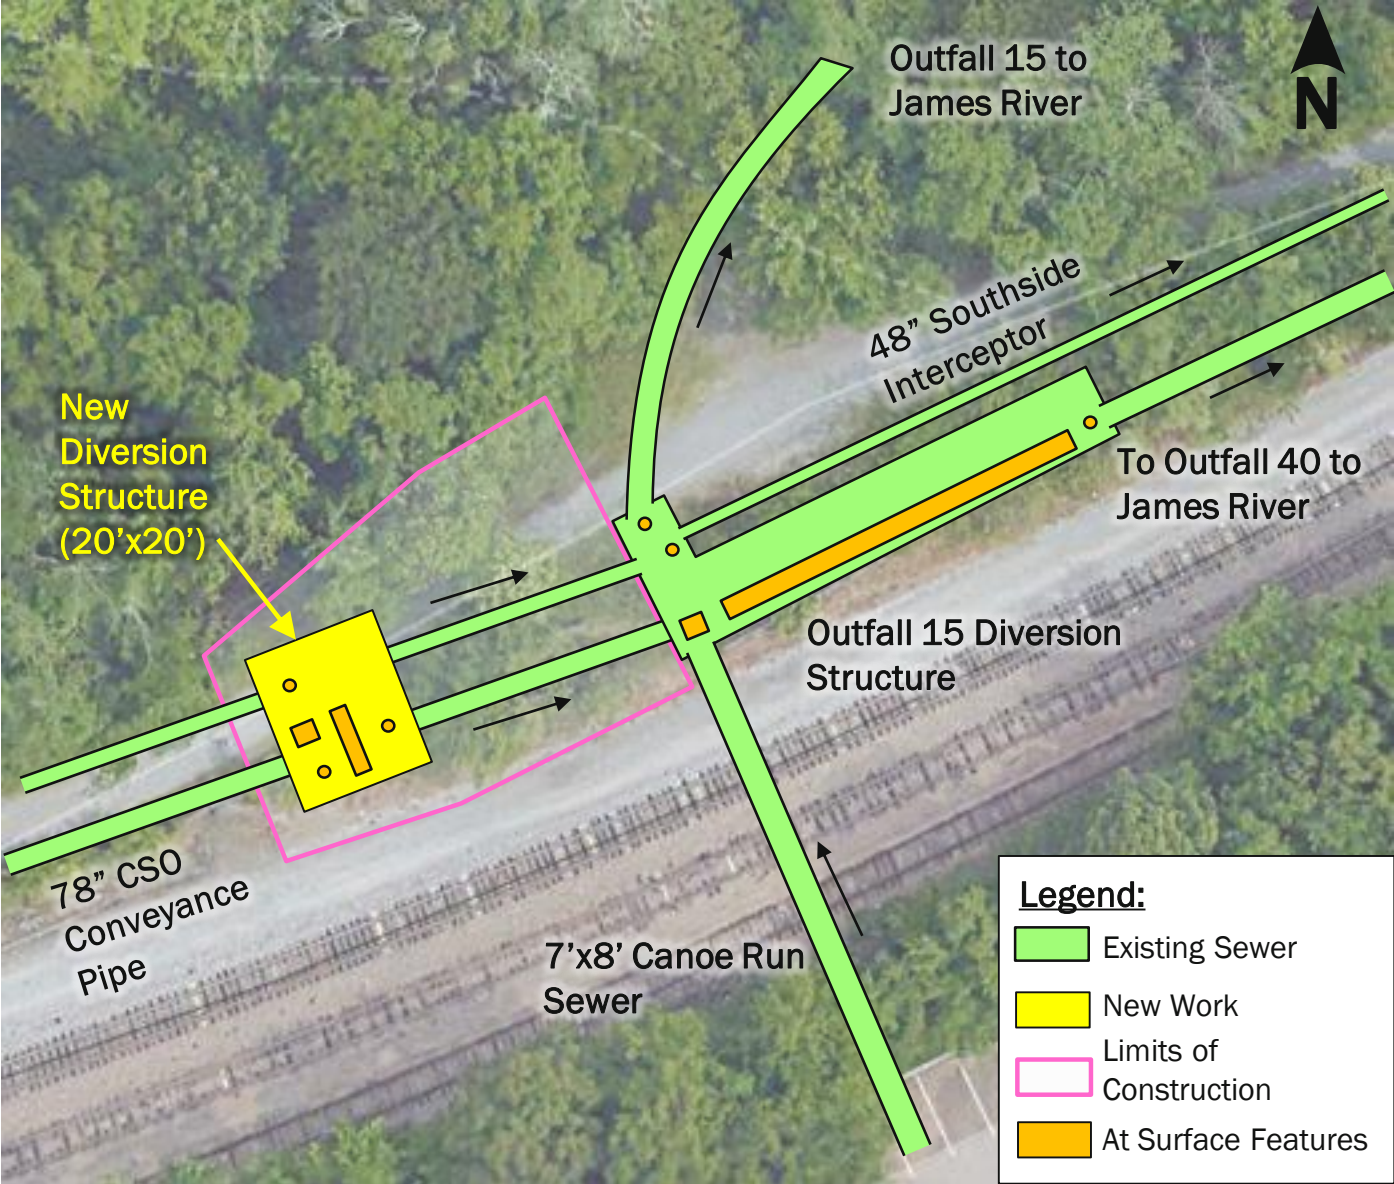 Outfall 15 to
James River
N
48” Southside
Interceptor
New
Diversion
Structure
(20’x20’)
To Outfall 40 to
James River
Outfall 15 Diversion
Structure
78” CSO
Conveyance
Pipe
7’x8’ Canoe Run
Sewer
Legend:
Existing Sewer
New Work
Limits of
Construction
At Surface Features